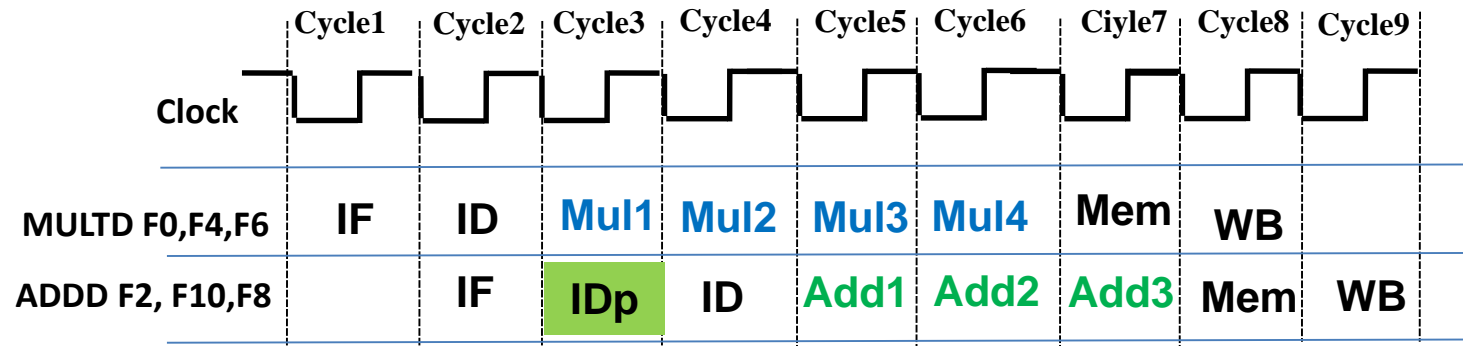 Cycle1 Cycle2 Cycle3 Cycle4 Cycle5 Cycle6 Ciyle7 Cycle8 Cycle9
Clock
MULTD F0,F4,F6 IF ID Mul1 Mul2 Mul3 Mul4 Mem WB
ADDD F2, F10,F8 IF IDp ID Add1 Add2 Add3 Mem WB